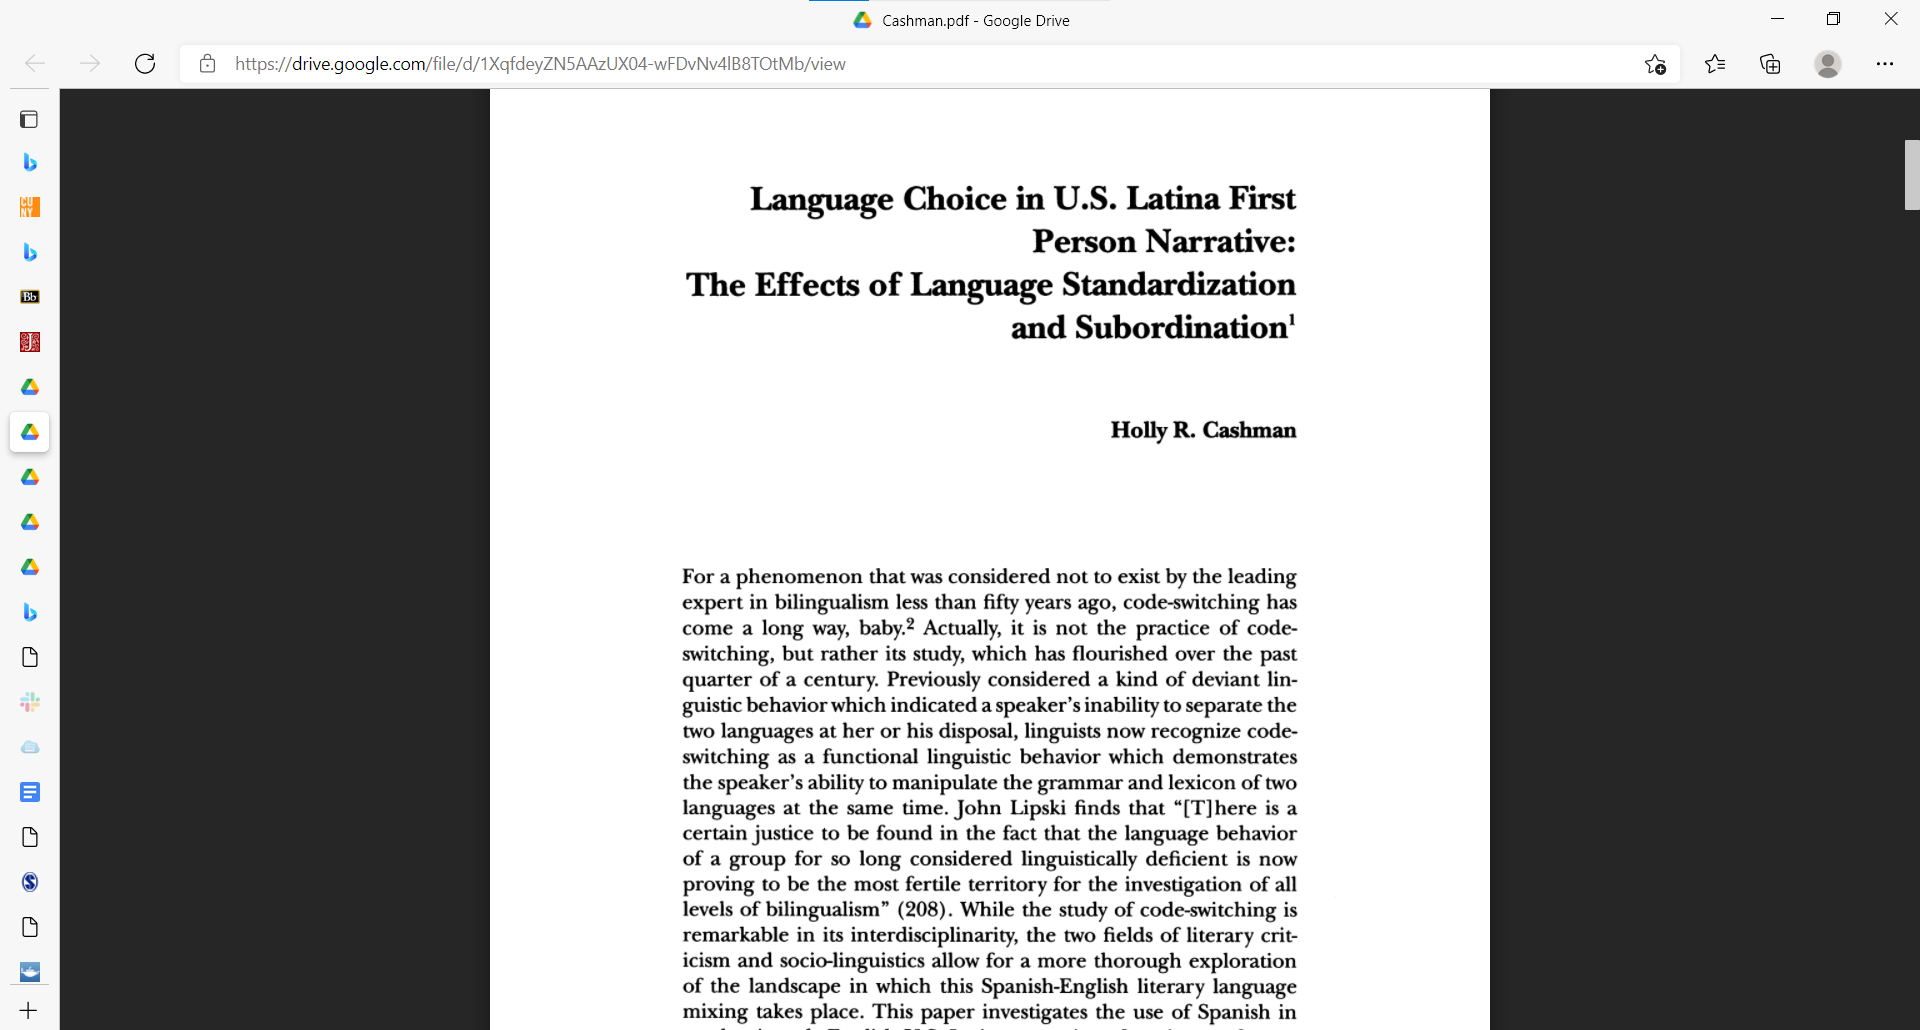 Cashman.pdf - Google Drive
https://drive.google.com/file/d/1XqfdeyZN5AAzUX04-wFDvNv4lB8TOtMb/view
CU
NY
Bb
J
S
Language Choice in U.S. Latina First
Person Narrative:
The Effects of Language Standardization
and Subordination¹
Holly R. Cashman
For a phenomenon that was considered not to exist by the leading
expert in bilingualism less than fifty years ago, code-switching has
come a long way, baby.² Actually, it is not the practice of code-
switching, but rather its study, which has flourished over the past
quarter of a century. Previously considered a kind of deviant lin-
guistic behavior which indicated a speaker's inability to separate the
two languages at her or his disposal, linguists now recognize code-
switching as a functional linguistic behavior which demonstrates
the speaker's ability to manipulate the grammar and lexicon of two
languages at the same time. John Lipski finds that “[T]here is a
certain justice to be found in the fact that the language behavior
of a group for so long considered linguistically deficient is now
proving to be the most fertile territory for the investigation of all
levels of bilingualism” (208). While the study of code-switching is
remarkable in its interdisciplinarity, the two fields of literary crit-
icism and socio-linguistics allow for a more thorough exploration
of the landscape in which this Spanish-English literary language
mixing takes place. This paper investigates the use of Spanish in